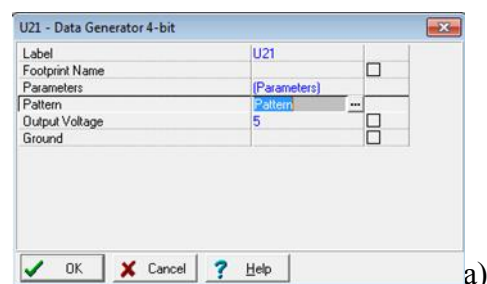 U21 - Data Generator 4-bit
Label U21
Footprint Name
Parameters (Parameters)
Pattern Pattern ...
Output Voltage 5
Ground
OK Cancel ? Help
a)